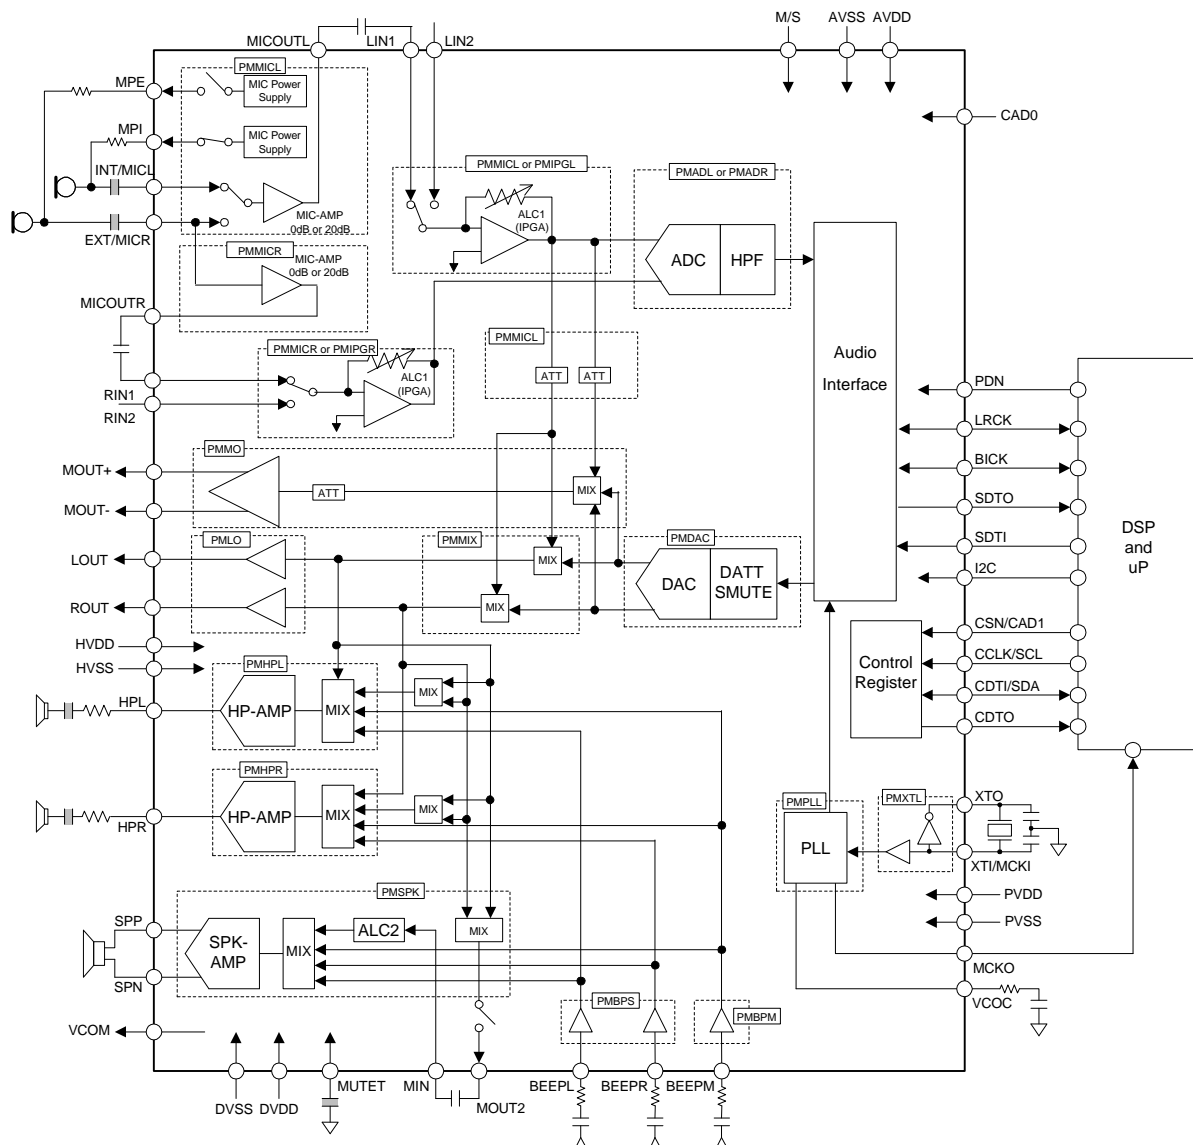 MICOUTL
LIN1
LIN2
M/S
AVSS
AVDD
PMMICL
MPE
MIC Power
Supply
MPI
MIC Power
Supply
CAD0
INT/MICL
EXT/MICR
MIC-AMP
0dB or 20dB
PMMICL or PMIPGL
ALC1
(IPGA)
PMADL or PMADR
ADC
HPF
PMMICR
MIC-AMP
0dB or 20dB
MICOUTR
PMMICR or PMIPGR
ALC1
(IPGA)
RIN1
RIN2
PMMICL
ATT
ATT
Audio
Interface
PDN
LRCK
BICK
SDTO
SDTI
I2C
CSN/CAD1
CCLK/SCL
CDTI/SDA
CDTO
DSP
and
uP
PMMO
MOUT+
MOUT-
ATT
MIX
PMLO
LOUT
ROUT
PMMIX
MIX
MIX
PMDAC
DAC
DATT
SMUTE
Control
Register
HVDD
HVSS
PMHPL
HPL
HP-AMP
MIX
MIX
PMHPR
HPR
HP-AMP
MIX
MIX
PMPLL
PLL
PMXTL
XTO
XTI/MCKI
PVDD
PVSS
MCKO
VCOC
PMSPK
SPP
SPN
SPK-
AMP
MIX
ALC2
MIX
PMBPS
PMBPM
VCOM
DVSS
DVDD
MUTET
MIN
MOUT2
BEEPL
BEEPR
BEEPM